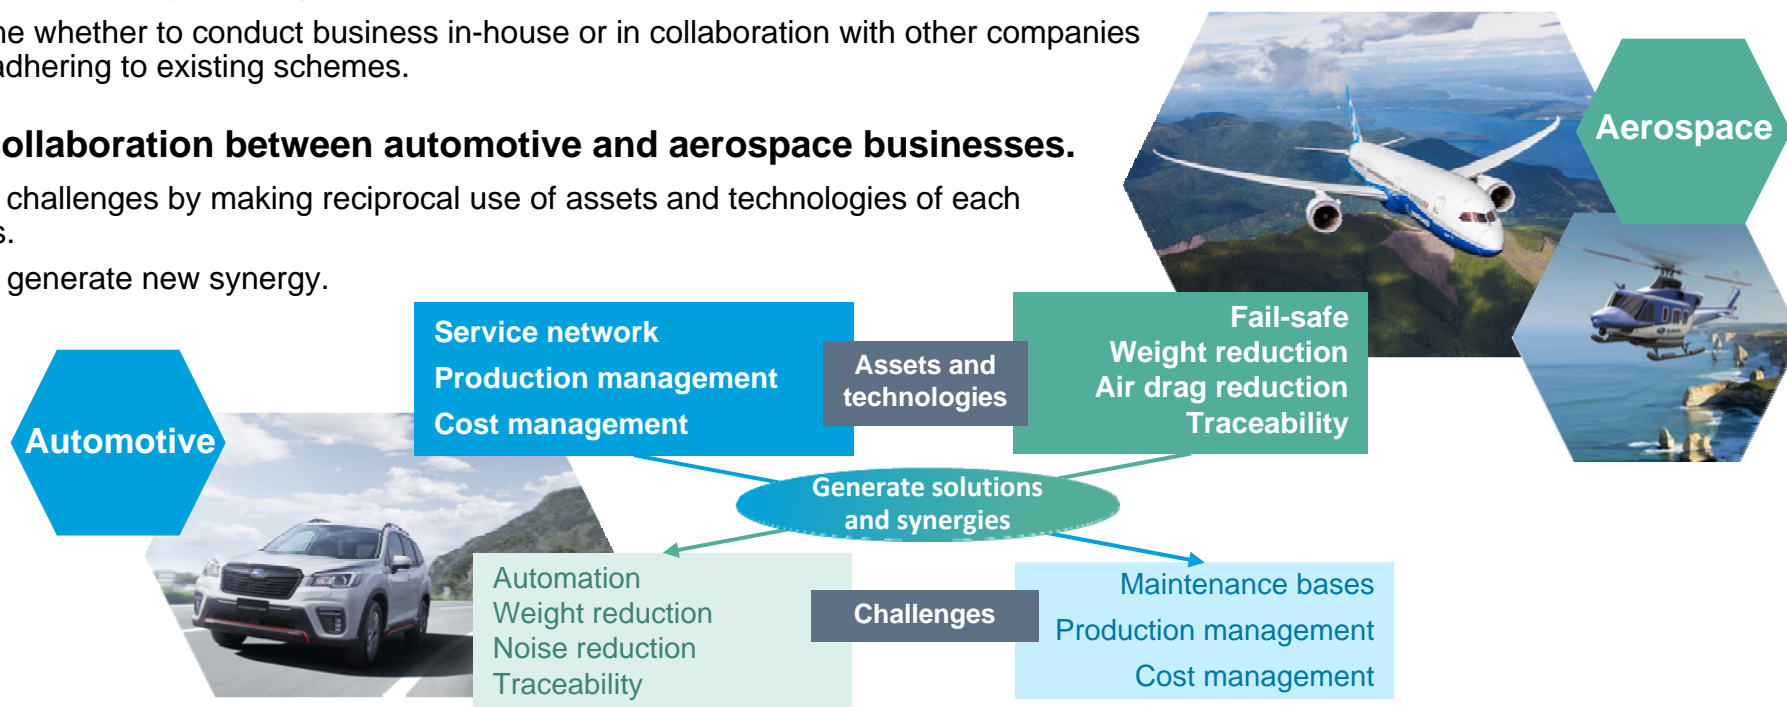 ne whether to conduct business in-house or in collaboration with other companies
adhering to existing schemes.
ollaboration between automotive and aerospace businesses.
challenges by making reciprocal use of assets and technologies of each
s.
generate new synergy.
Aerospace
Automotive
Service network
Production management
Cost management
Assets and
technologies
Fail-safe
Weight reduction
Air drag reduction
Traceability
Generate solutions
and synergies
Automation
Weight reduction
Noise reduction
Traceability
Challenges
Maintenance bases
Production management
Cost management